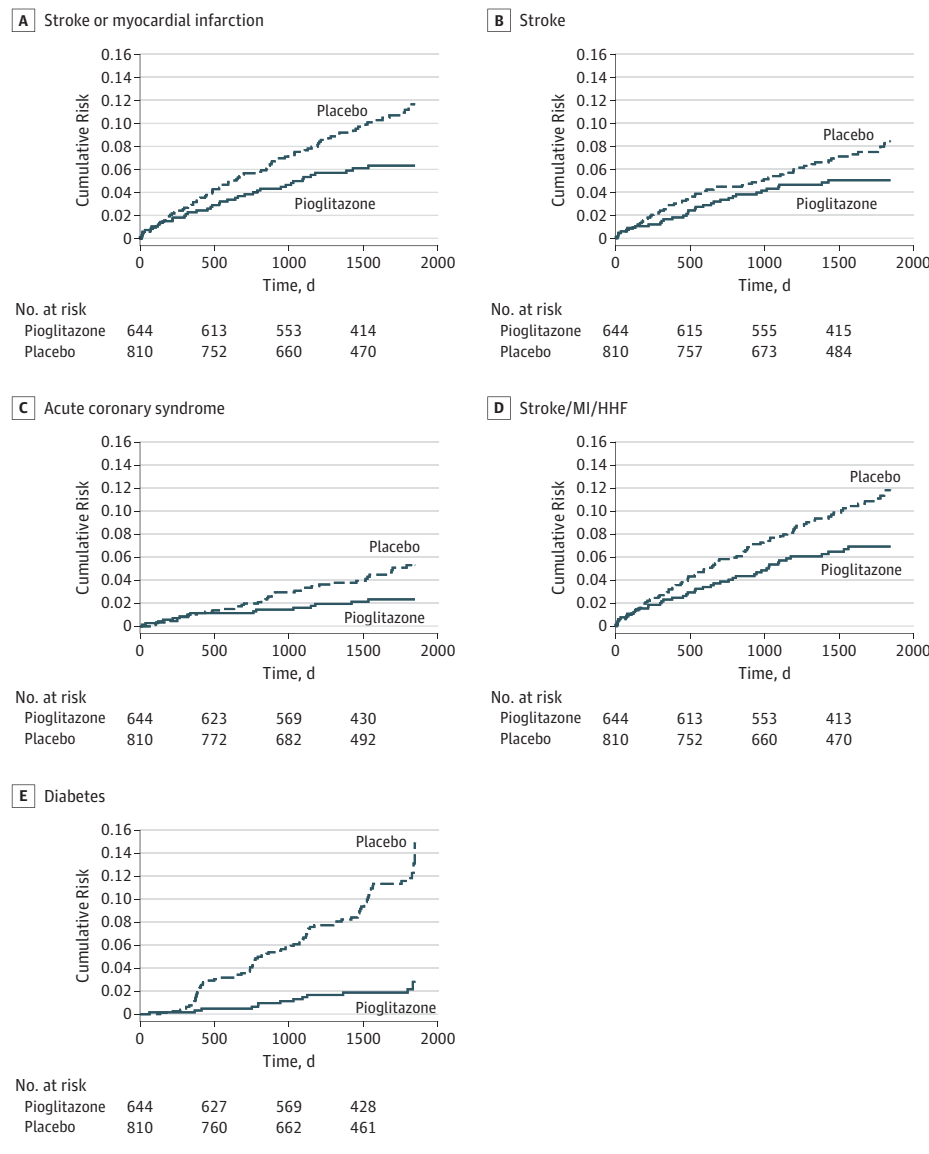 A Stroke or myocardial infarction
0.16
0.14
0.12
0.10
0.08
0.06
0.04
0.02
0
Cumulative Risk
Placebo
Pioglitazone
0 500 1000 1500 2000
Time, d
No. at risk
Pioglitazone 644 613 553 414
Placebo 810 752 660 470
B Stroke
0.16
0.14
0.12
0.10
0.08
0.06
0.04
0.02
0
Cumulative Risk
Placebo
Pioglitazone
0 500 1000 1500 2000
Time, d
No. at risk
Pioglitazone 644 615 555 415
Placebo 810 757 673 484
C Acute coronary syndrome
0.16
0.14
0.12
0.10
0.08
0.06
0.04
0.02
0
Cumulative Risk
Placebo
Pioglitazone
0 500 1000 1500 2000
Time, d
No. at risk
Pioglitazone 644 623 569 430
Placebo 810 772 682 492
D Stroke/MI/HHF
0.16
0.14
0.12
0.10
0.08
0.06
0.04
0.02
0
Cumulative Risk
Placebo
Pioglitazone
0 500 1000 1500 2000
Time, d
No. at risk
Pioglitazone 644 613 553 413
Placebo 810 752 660 470
E Diabetes
0.16
0.14
0.12
0.10
0.08
0.06
0.04
0.02
0
Cumulative Risk
Placebo
Pioglitazone
0 500 1000 1500 2000
Time, d
No. at risk
Pioglitazone 644 627 569 428
Placebo 810 760 662 461